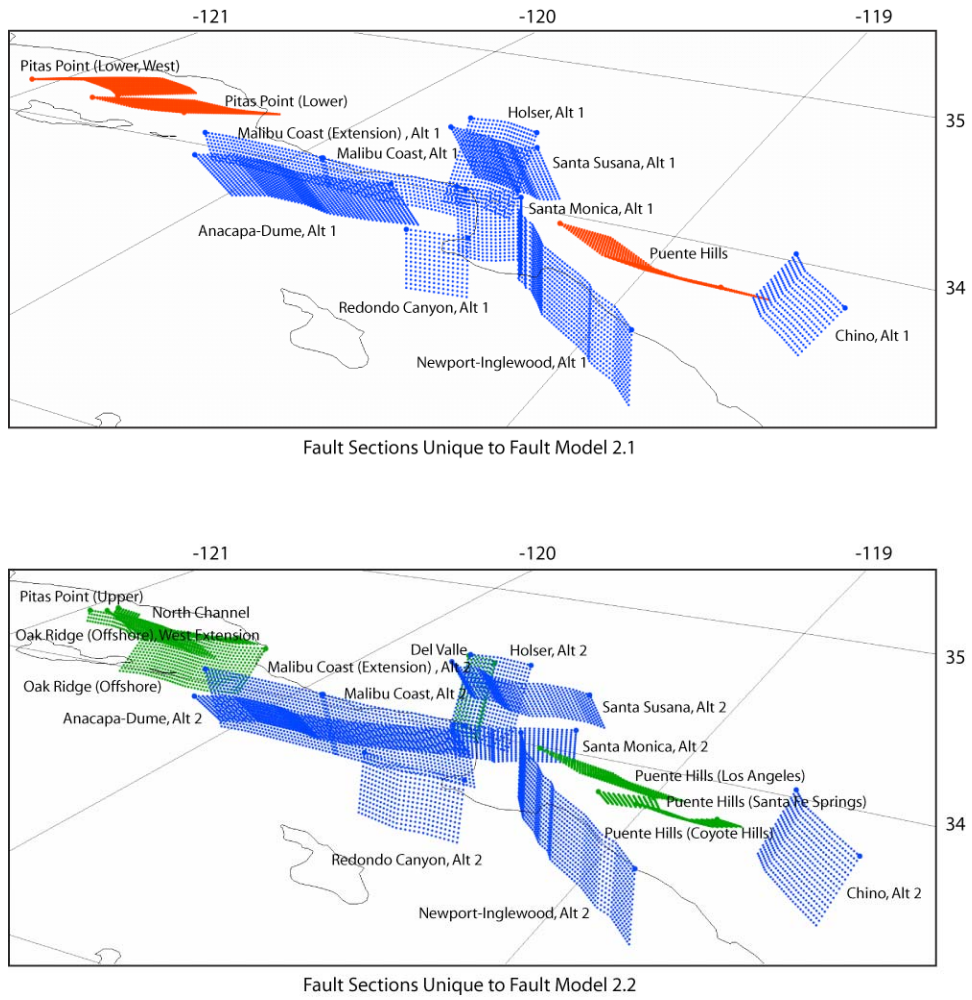 -121
-120
-119
Pitas Point (Lower, West)
Pitas Point (Lower)
Holser, Alt 1
35
Malibu Coast (Extension) , Alt 1
Malibu Coast, Alt 1
Santa Susana, Alt 1
Santa Monica, Alt 1
Anacapa-Dume, Alt 1
Puente Hills
34
Redondo Canyon, Alt 1
Chino, Alt 1
Newport-Inglewood, Alt 1
Fault Sections Unique to Fault Model 2.1
-121
-120
-119
Pitas Point (Upper)
North Channel
Oak Ridge (Offshore), West Extension
Del Valle
Holser, Alt 2
35
Malibu Coast (Extension) , Alt 2
Oak Ridge (Offshore)
Malibu Coast, Alt 2
Santa Susana, Alt 2
Anacapa-Dume, Alt 2
Santa Monica, Alt 2
Puente Hills (Los Angeles)
Puente Hills (Santa Fe Springs)
34
Puente Hills (Coyote Hills)
Redondo Canyon, Alt 2
Chino, Alt 2
Newport-Inglewood, Alt 2
Fault Sections Unique to Fault Model 2.2